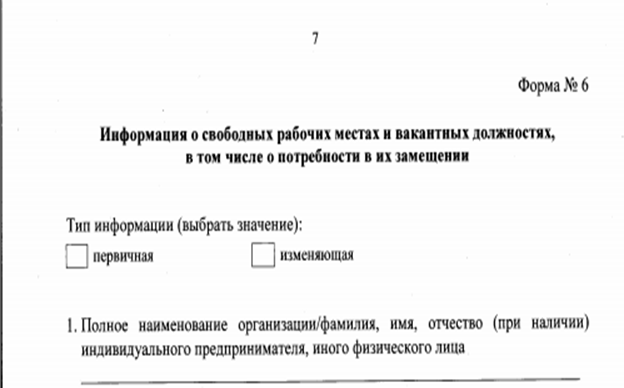 7
Форма № 6
Информация о свободных рабочих местах и вакантных должностях,
в том числе о потребности в их замещении
Тип информации (выбрать значение):
первичная изменяющая
1. Полное наименование организации/фамилия, имя, отчество (при наличии)
индивидуального предпринимателя, иного физического лица